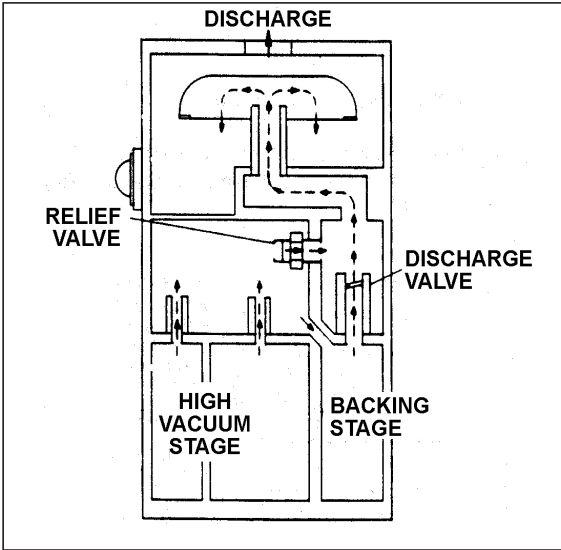 DISCHARGE
RELIEF
VALVE
DISCHARGE
VALVE
HIGH
VACUUM
STAGE
BACKING
STAGE